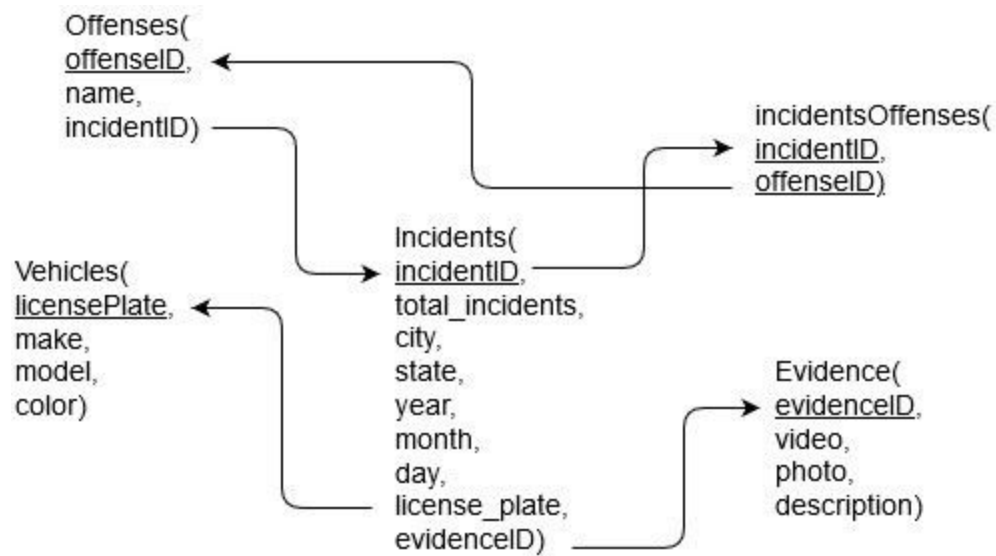 Offenses(
offenseID,
name,
incidentID)
incidentsOffenses(
incidentID,
offenseID)
Incidents(
incidentID,
total_incidents,
city,
state,
year,
month,
day,
license_plate,
evidenceID)
Vehicles(
licensePlate,
make,
model,
color)
Evidence(
evidenceID,
video,
photo,
description)